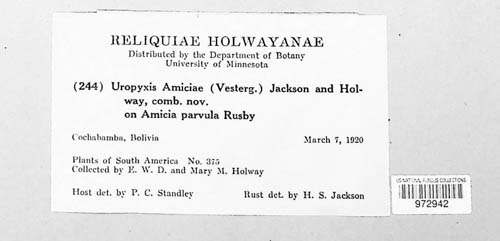 RELIQUIAE HOLWAYANAE
Distributed by the Department of Botany
University of Minnesota
(244) Uropyxis Amiciae (Vesterg.) Jackson and Hol-
way, comb. nov.
on Amicia parvula Rusby
Cochabamba, Bolivia March 7, 1920
Plants of South America No. 375
Collected by E. W. D. and Mary M. Holway
Host det. by P. C. Standley Rust det. by H. S. Jackson
US NATIONAL FUNGUS COLLECTIONS
972942